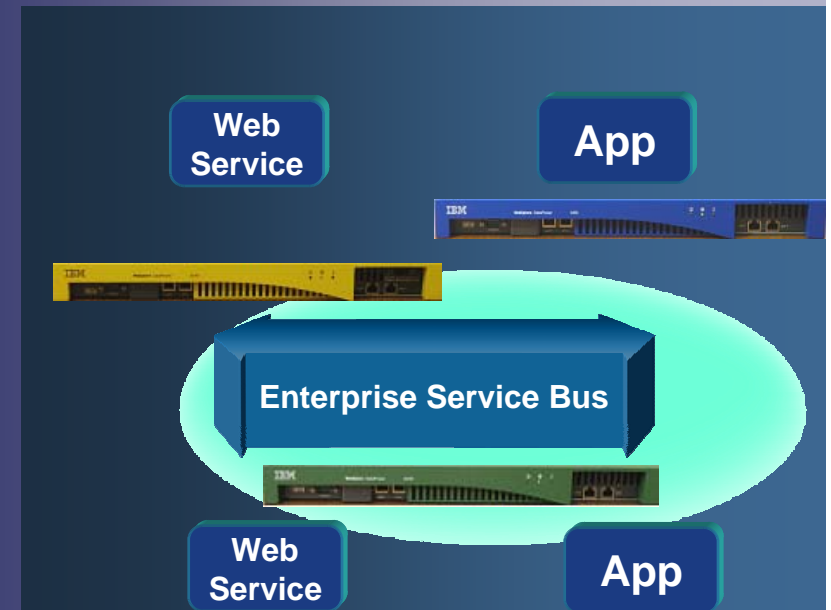 Web
Service
App
IBM
IBM
Enterprise Service Bus
IBM
Web
Service
App